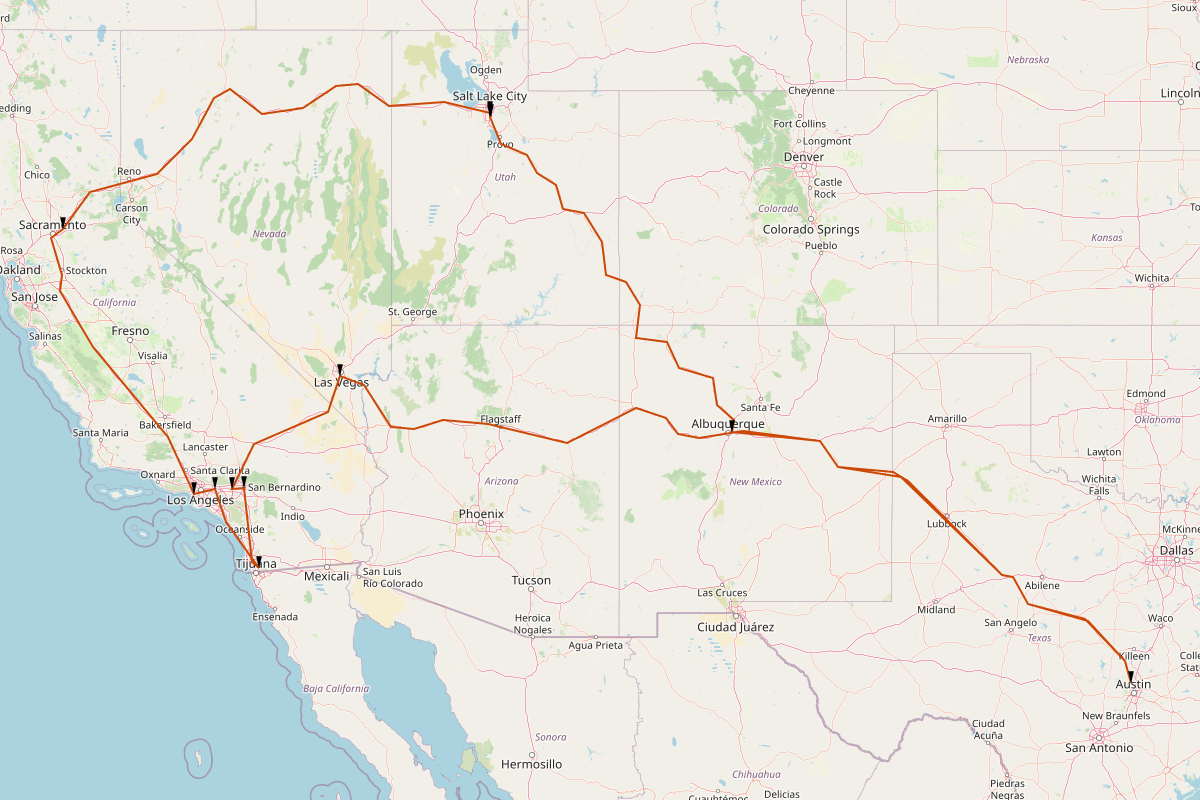 Sioux
Ogden
Nebraska
Salt Lake City
Cheyenne
Lincoln
edding
Fort Collins
Provo
Longmont
Denver
Chico
Reno
Utah
Castle
Rock
Carson
City
Colorado
Sacramento
Nevada
Colorado Springs
Kansas
Pueblo
Rosa
Oakland
Stockton
Wichita
San Jose
California
St. George
Fresno
Salinas
Visalia
Las Vegas
Edmond
Santa Fe
Flagstaff
Amarillo
Oklahoma
Bakersfield
Albuquerque
Santa Maria
Lancaster
Lawton
Oxnard
Santa Clarita
Arizona
New Mexico
Wichita
Falls
San Bernardino
Los Angeles
Indio
Phoenix
Lubbock
Oceanside
McKinne
Dallas
Tijuana
Mexicali
San Luis
Río Colorado
Tucson
Las Cruces
Abilene
Midland
Ensenada
Heroica
Nogales
Ciudad Juárez
San Angelo
Waco
Texas
Agua Prieta
Killeen
Colle
Stati
Baja California
Austin
New Braunfels
Ciudad
Acuña
Sonora
San Antonio
Hermosillo
Chihuahua
Piedras
Negras
Cuauhtémoc
Delicias